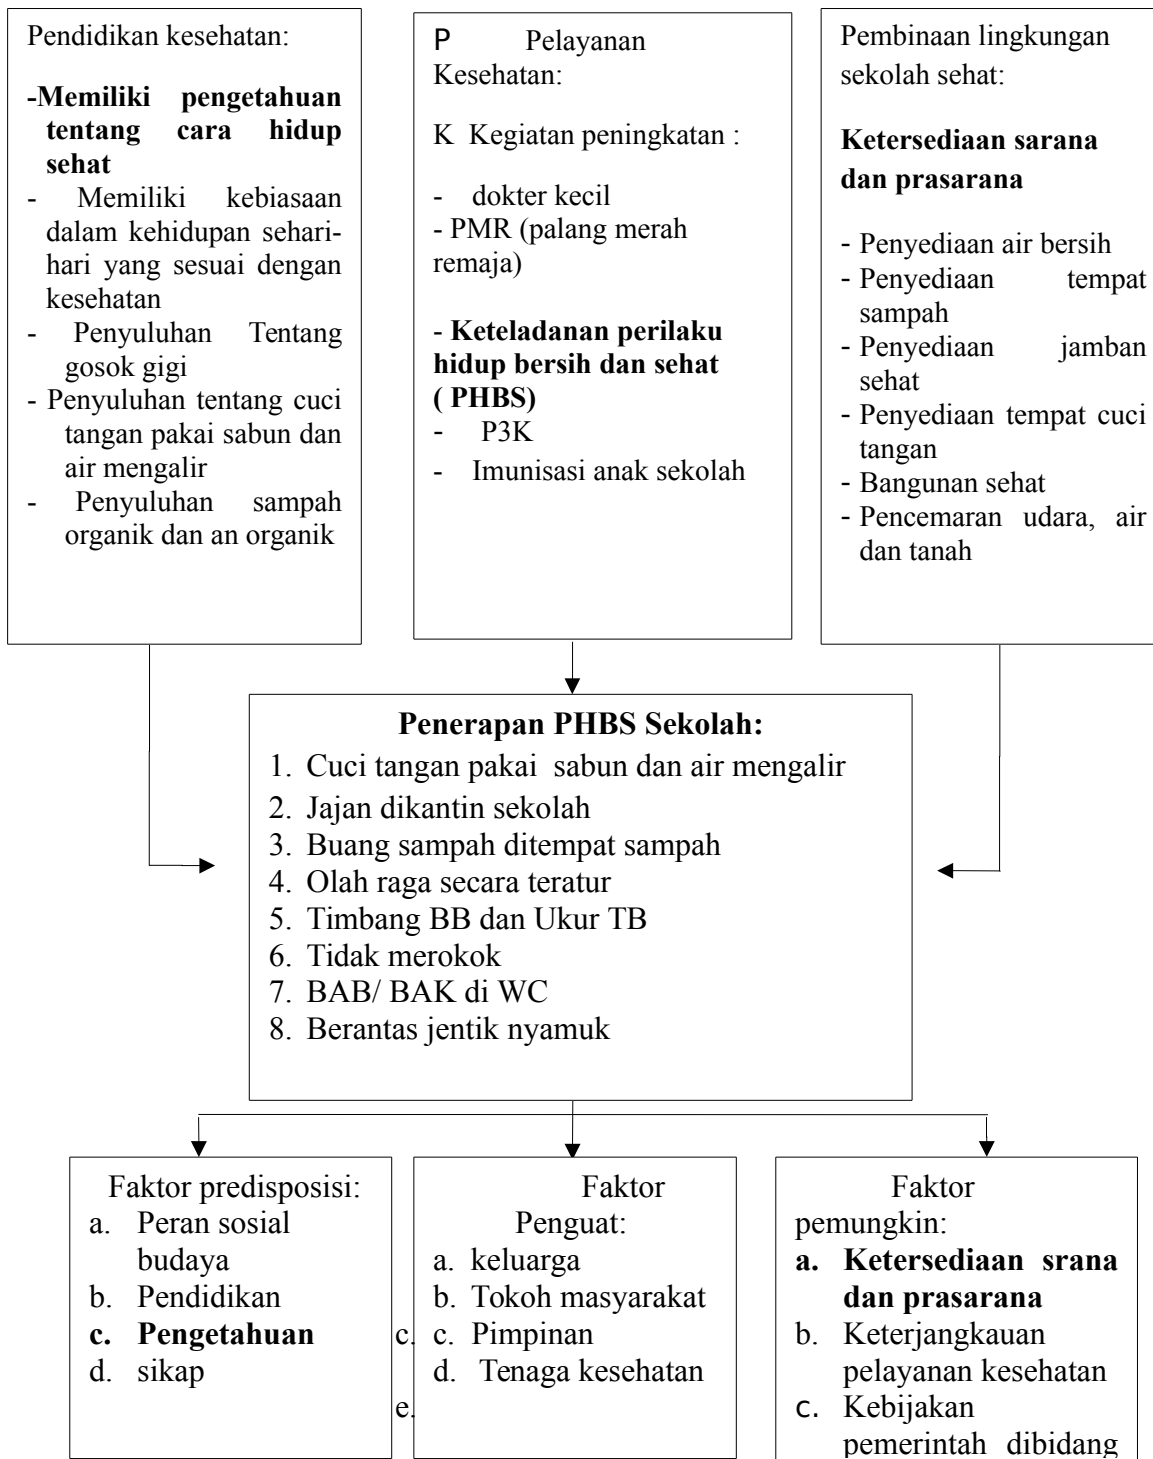 Pendidikan kesehatan:
-Memiliki pengetahuan
tentang cara hidup
sehat
- Memiliki kebiasaan
dalam kehidupan sehari-
hari yang sesuai dengan
kesehatan
- Penyuluhan Tentang
gosok gigi
- Penyuluhan tentang cuci
tangan pakai sabun dan
air mengalir
- Penyuluhan sampah
organik dan an organik
P Pelayanan
Kesehatan:
K Kegiatan peningkatan :
- dokter kecil
- PMR (palang merah
remaja)
- Keteladanan perilaku
hidup bersih dan sehat
( PHBS)
- P3K
- Imunisasi anak sekolah
Pembinaan lingkungan
sekolah sehat:
Ketersediaan sarana
dan prasarana
- Penyediaan air bersih
- Penyediaan tempat
sampah
- Penyediaan jamban
sehat
- Penyediaan tempat cuci
tangan
- Bangunan sehat
- Pencemaran udara, air
dan tanah
Penerapan PHBS Sekolah:
1. Cuci tangan pakai sabun dan air mengalir
2. Jajan dikantin sekolah
3. Buang sampah ditempat sampah
4. Olah raga secara teratur
5. Timbang BB dan Ukur TB
6. Tidak merokok
7. BAB/ BAK di WC
8. Berantas jentik nyamuk
Faktor predisposisi:
a. Peran sosial
budaya
b. Pendidikan
c. Pengetahuan
d. sikap
c.
e.
Faktor
Penguat:
a. keluarga
b. Tokoh masyarakat
c. Pimpinan
d. Tenaga kesehatan
Faktor
pemungkin:
a. Ketersediaan srana
dan prasarana
b. Keterjangkauan
pelayanan kesehatan
c. Kebijakan
pemerintah dibidang